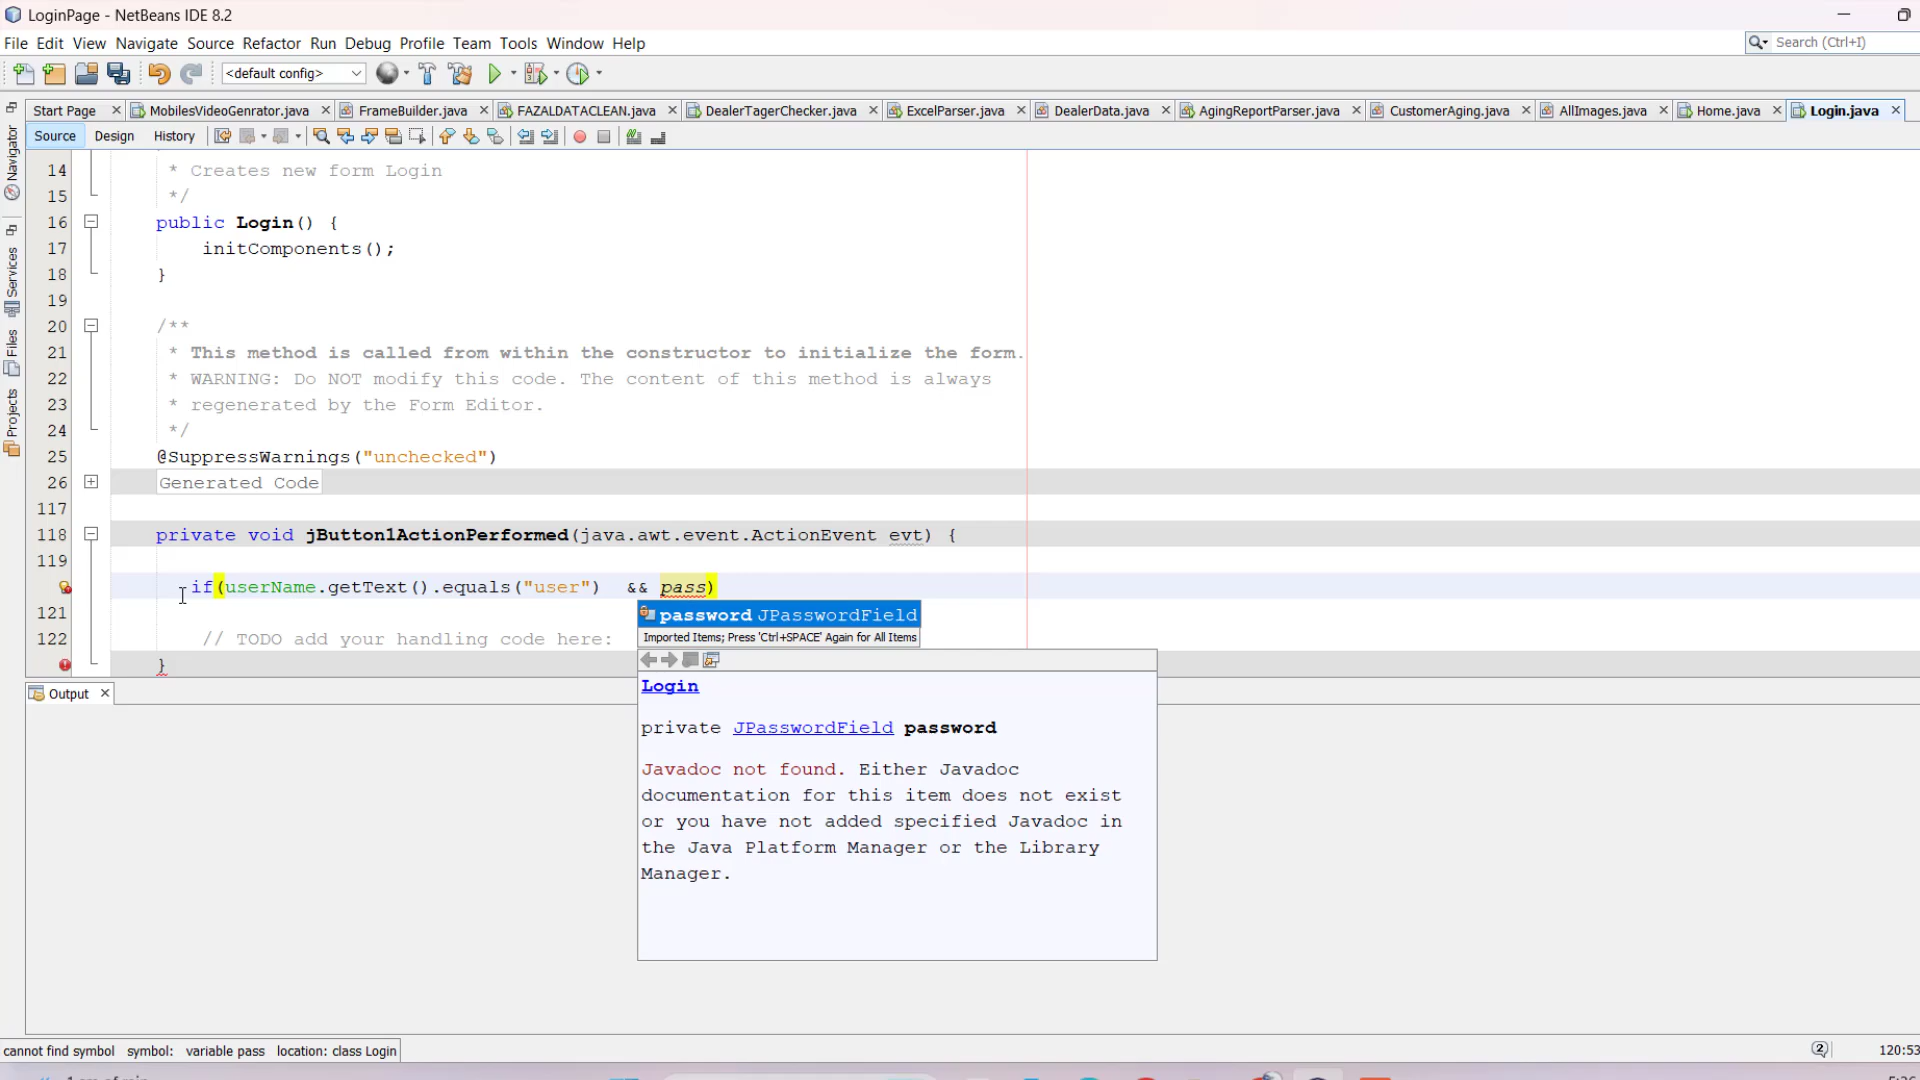 LoginPage - NetBeans IDE 8.2
File Edit View Navigate Source Refactor Run Debug Profile Team Tools Window Help
Search (Ctrl+I)
<default config>
Start Page MobilesVideoGenrator.java FrameBuilder.java FAZALDATACLEAN.java DealerTagerChecker.java ExcelParser.java DealerData.java AgingReportParser.java CustomerAging.java AllImages.java Home.java Login.java
Source Design History
Navigator
Services
Files
Projects
14 * Creates new form Login
15 */
16 public Login() {
17 initComponents();
18 }
19
20 /**
21 * This method is called from within the constructor to initialize the form.
22 * WARNING: Do NOT modify this code. The content of this method is always
23 * regenerated by the Form Editor.
24 */
25 @SuppressWarnings("unchecked")
26 Generated Code
117
118 private void jButton1ActionPerformed(java.awt.event.ActionEvent evt) {
119
if(userName.getText().equals("user") && pass)
121
122 // TODO add your handling code here:
}
password JPasswordField
Imported Items; Press 'Ctrl+SPACE' Again for All Items
Login
private JPasswordField password
Javadoc not found. Either Javadoc
documentation for this item does not exist
or you have not added specified Javadoc in
the Java Platform Manager or the Library
Manager.
Output
cannot find symbol symbol: variable pass location: class Login
2
120:53